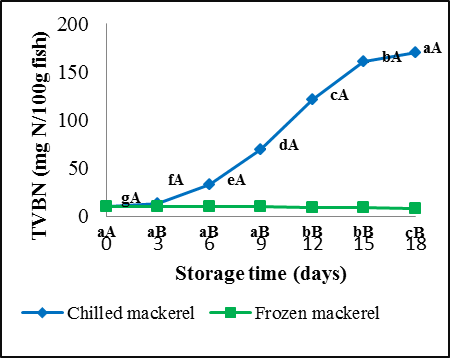 200
150
100
50
0
TVBN (mg N/100g fish)
gA fA eA dA cA bA aA
aA aB aB aB bB bB cB
0 3 6 9 12 15 18
Storage time (days)
Chilled mackerel Frozen mackerel